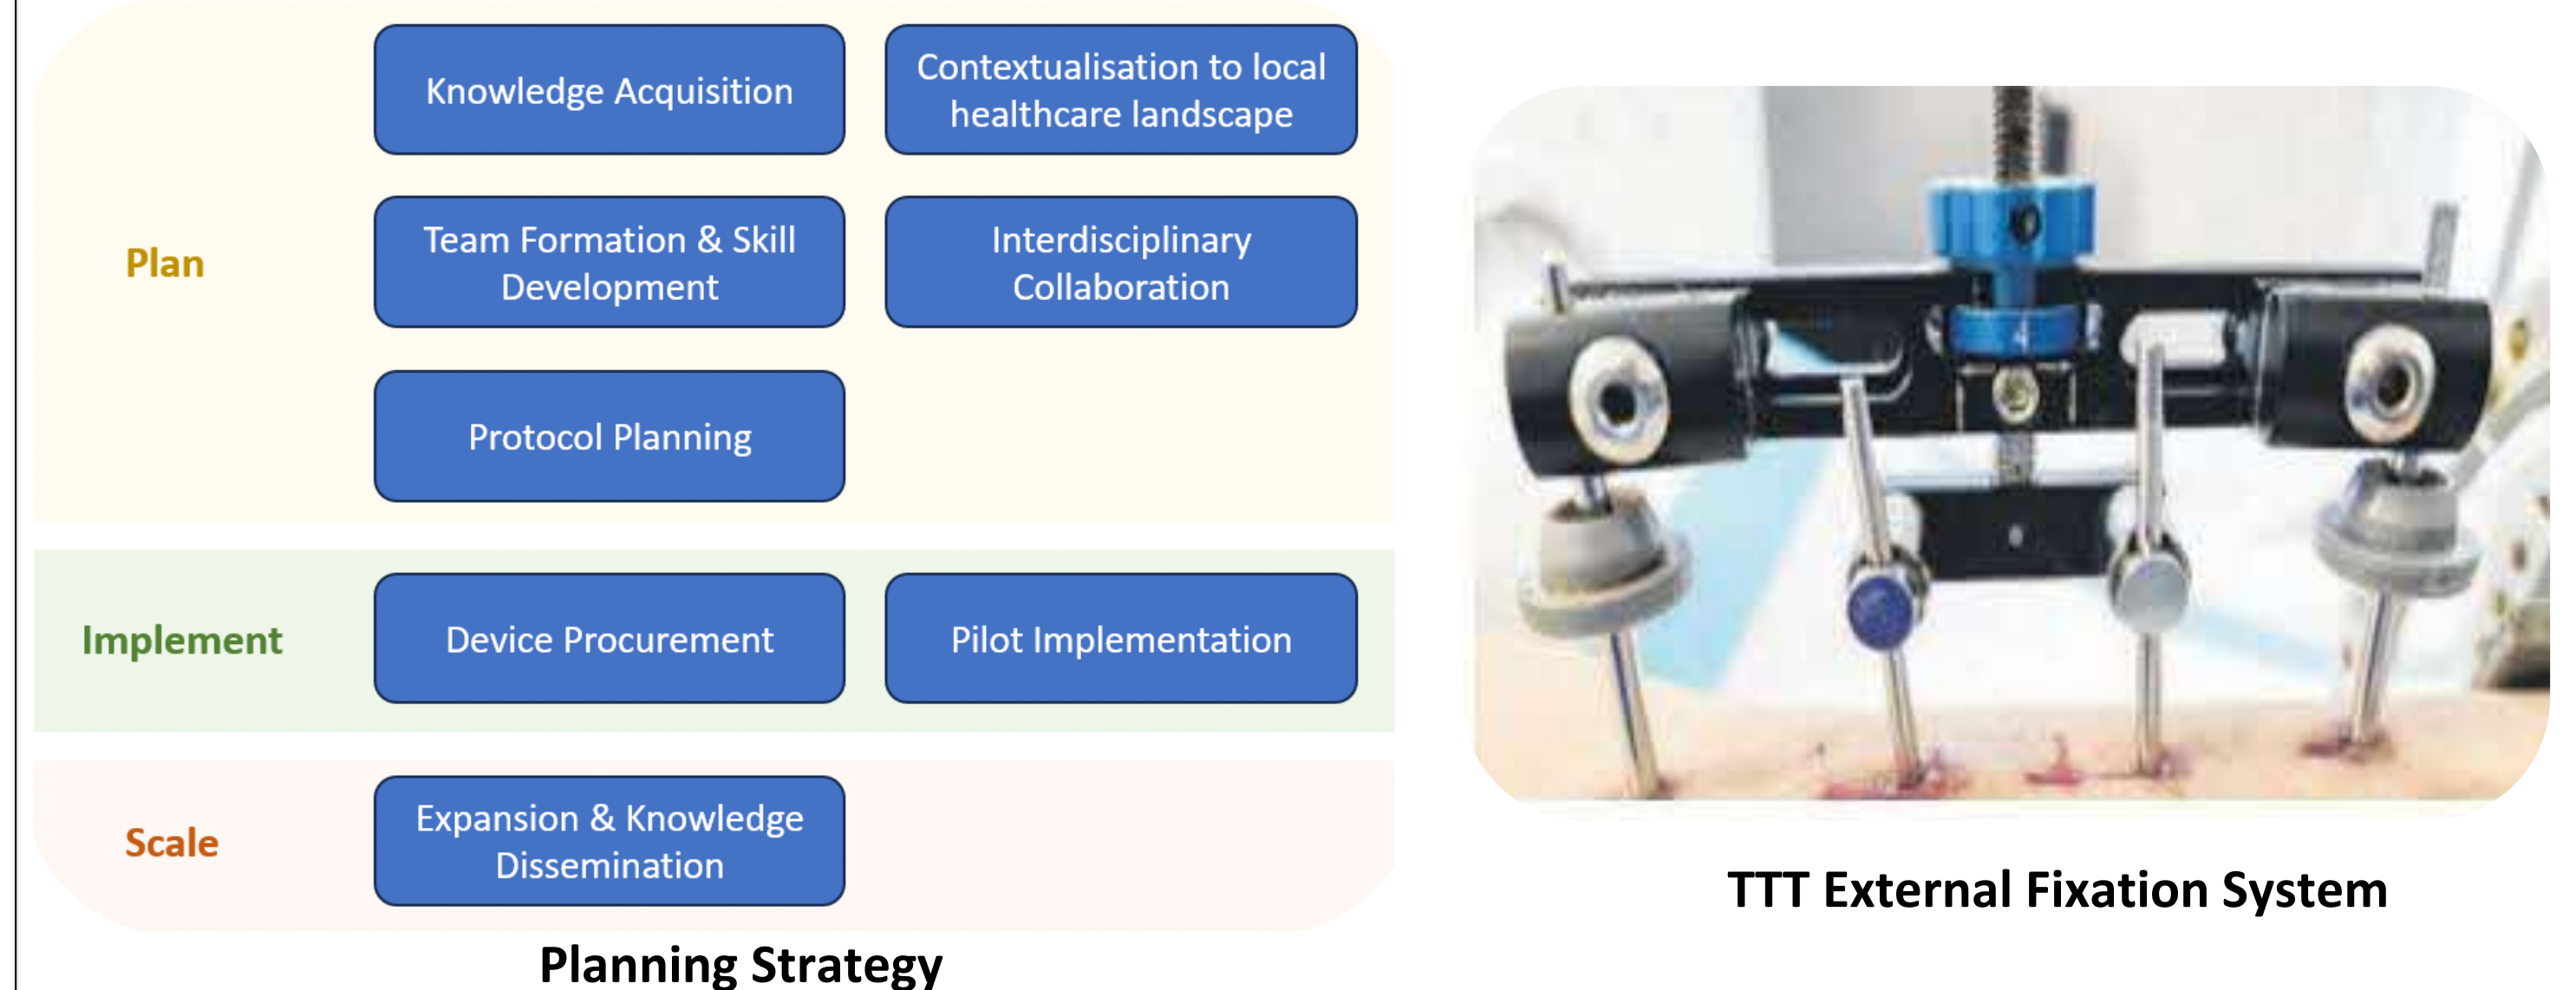 Knowledge Acquisition
Contextualisation to local
healthcare landscape
Plan
Team Formation & Skill
Development
Interdisciplinary
Collaboration
Protocol Planning
Implement
Device Procurement
Pilot Implementation
Scale
Expansion & Knowledge
Dissemination
Planning Strategy
4
TTT External Fixation System